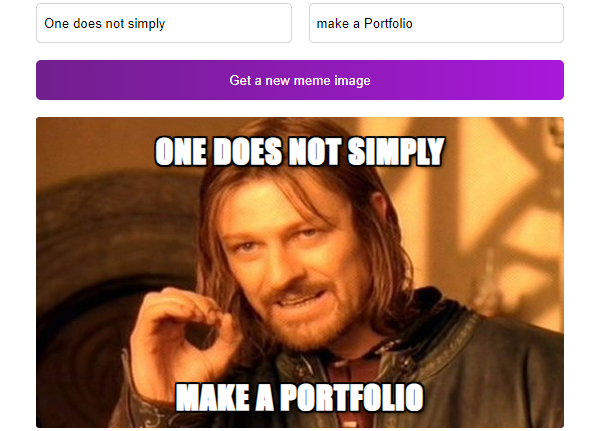 One does not simply
make a Portfolio
Get a new meme image
ONE DOES NOT SIMPLY
MAKE A PORTFOLIO